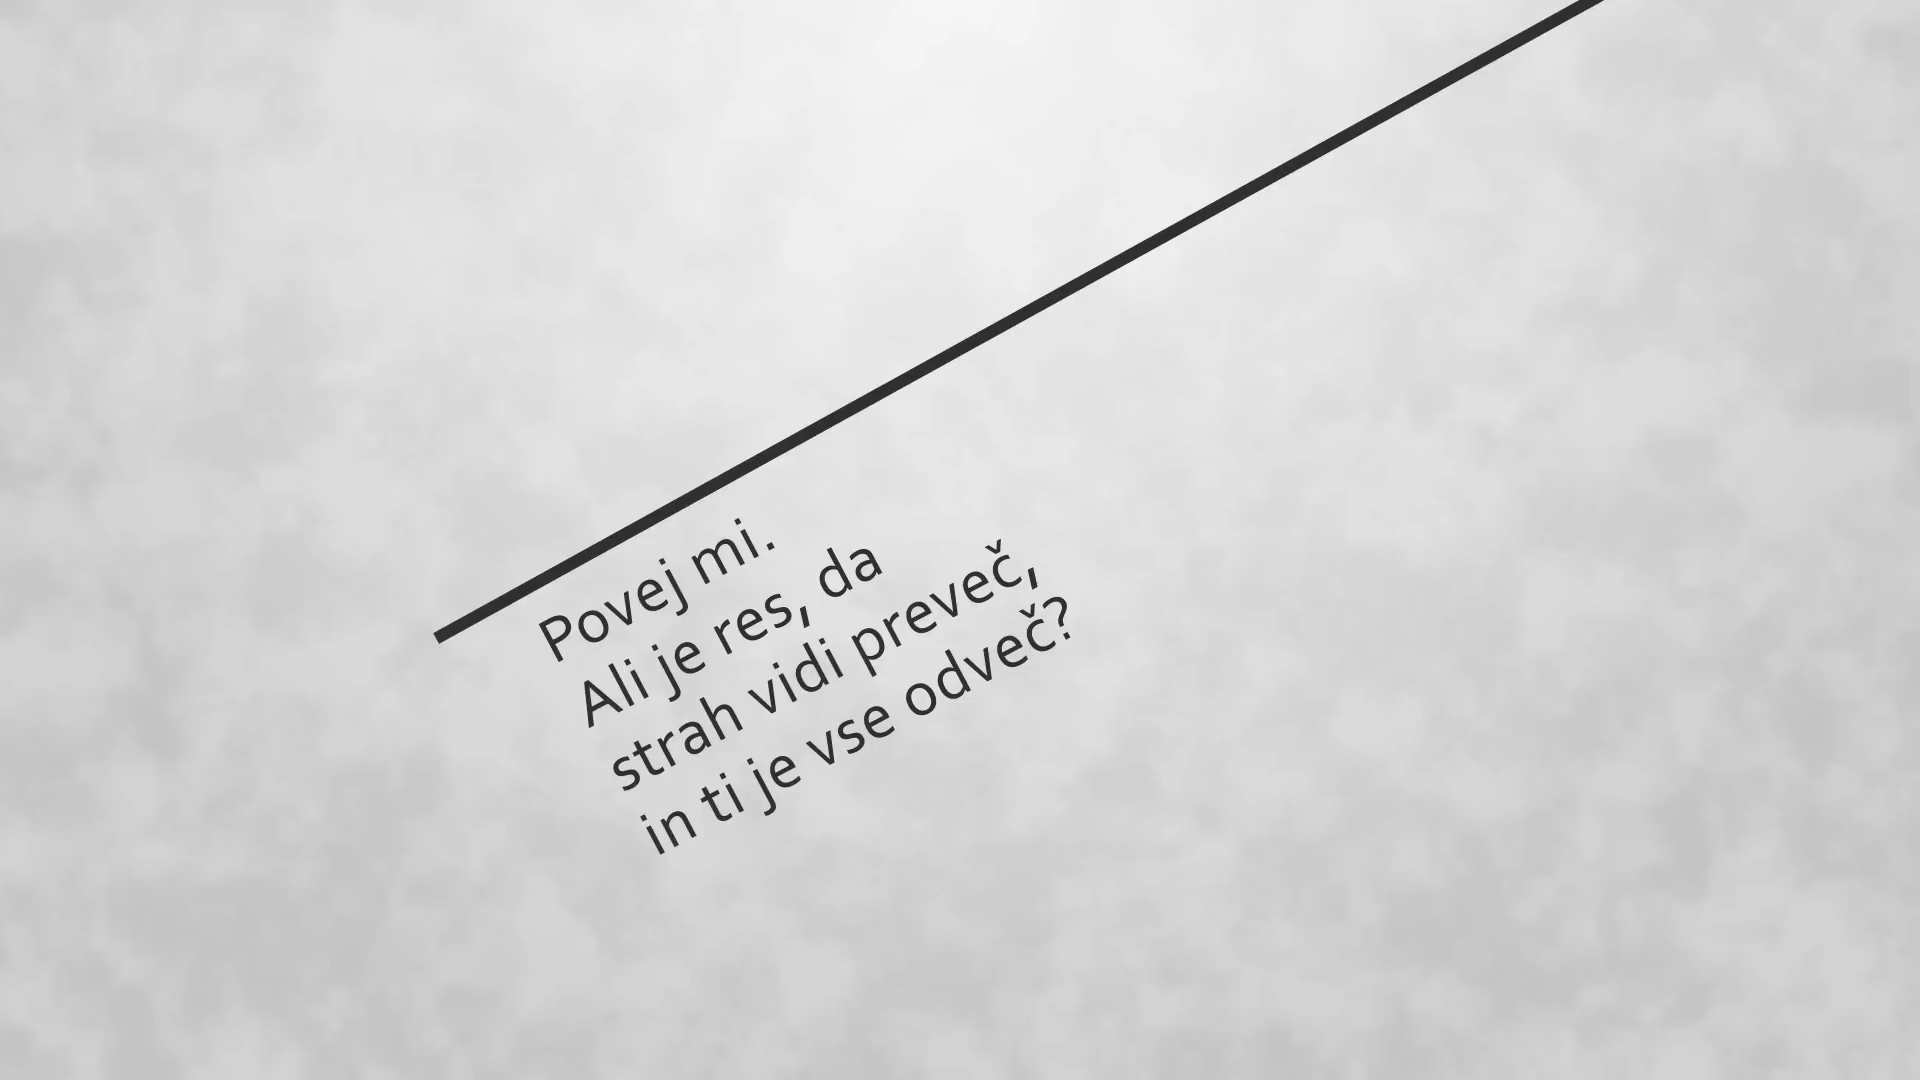 Povej mi.
Ali je res, da
strah vidi preveč,
in ti je vse odveč?